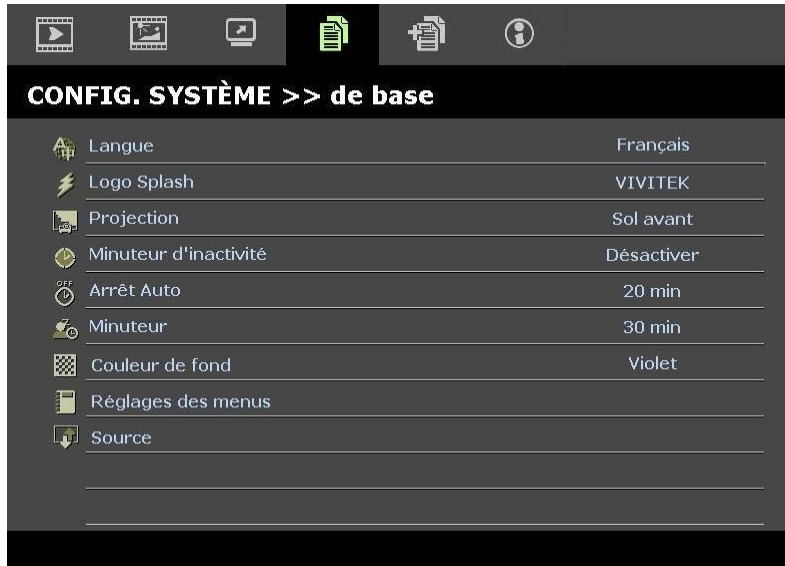 CONFIG. SYSTÈME >> de base
Langue Français
Logo Splash VIVITEK
Projection Sol avant
Minuteur d'inactivité Désactiver
OFF
Arrêt Auto 20 min
Minuteur 30 min
Couleur de fond Violet
Réglages des menus
Source